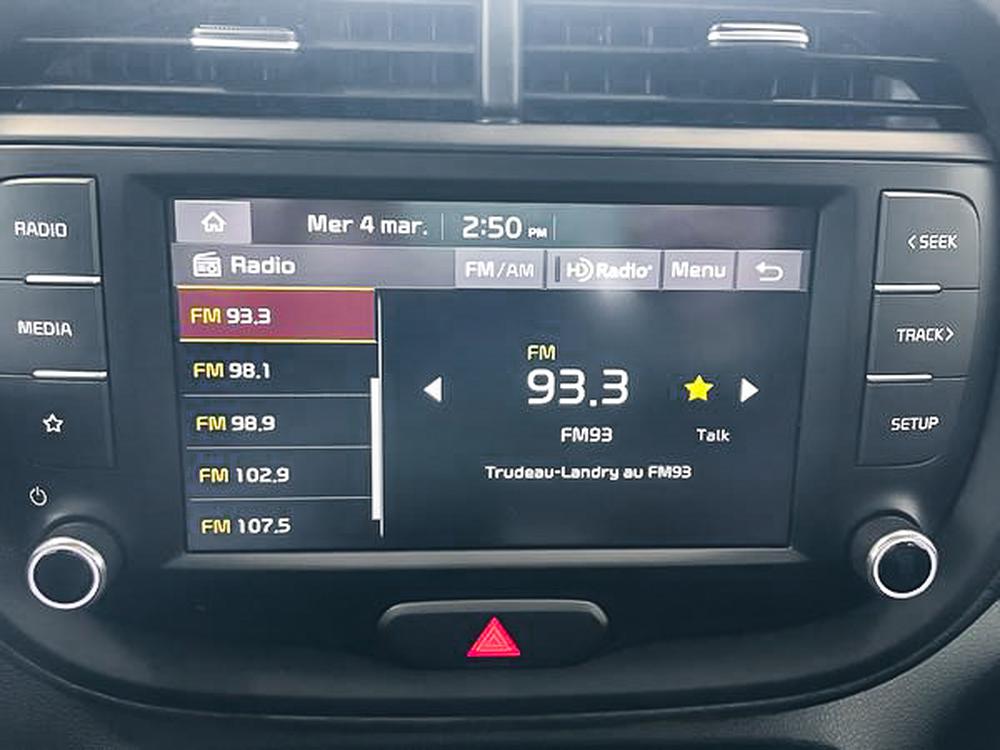 RADIO
MEDIA
Mer 4 mar. 2:50 PM
Radio FM/AM HD Radio Menu
FM 93.3
FM 98.1
FM 98.9
FM 102.9
FM 107.5
FM
93.3
FM93 Talk
Trudeau-Landry au FM93
< SEEK
TRACK >
SETUP